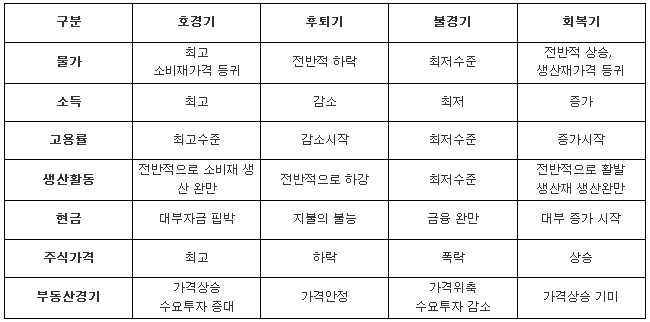 구분 호경기 후퇴기 불경기 회복기
물가 최고 소비재가격 등귀 전반적 하락 최저수준 전반적 상승, 생산재가격 등귀
소득 최고 감소 최저 증가
고용률 최고수준 감소시작 최저수준 증가시작
생산활동 전반적으로 소비재 생산 완만 전반적으로 하강 최저수준 전반적으로 활발 생산재 생산완만
현금 대부자금 핍박 지불의 불능 금융 완만 대부 증가 시작
주식가격 최고 하락 폭락 상승
부동산경기 가격상승 수요투자 증대 가격안정 가격위축 수요투자 감소 가격상승 기미